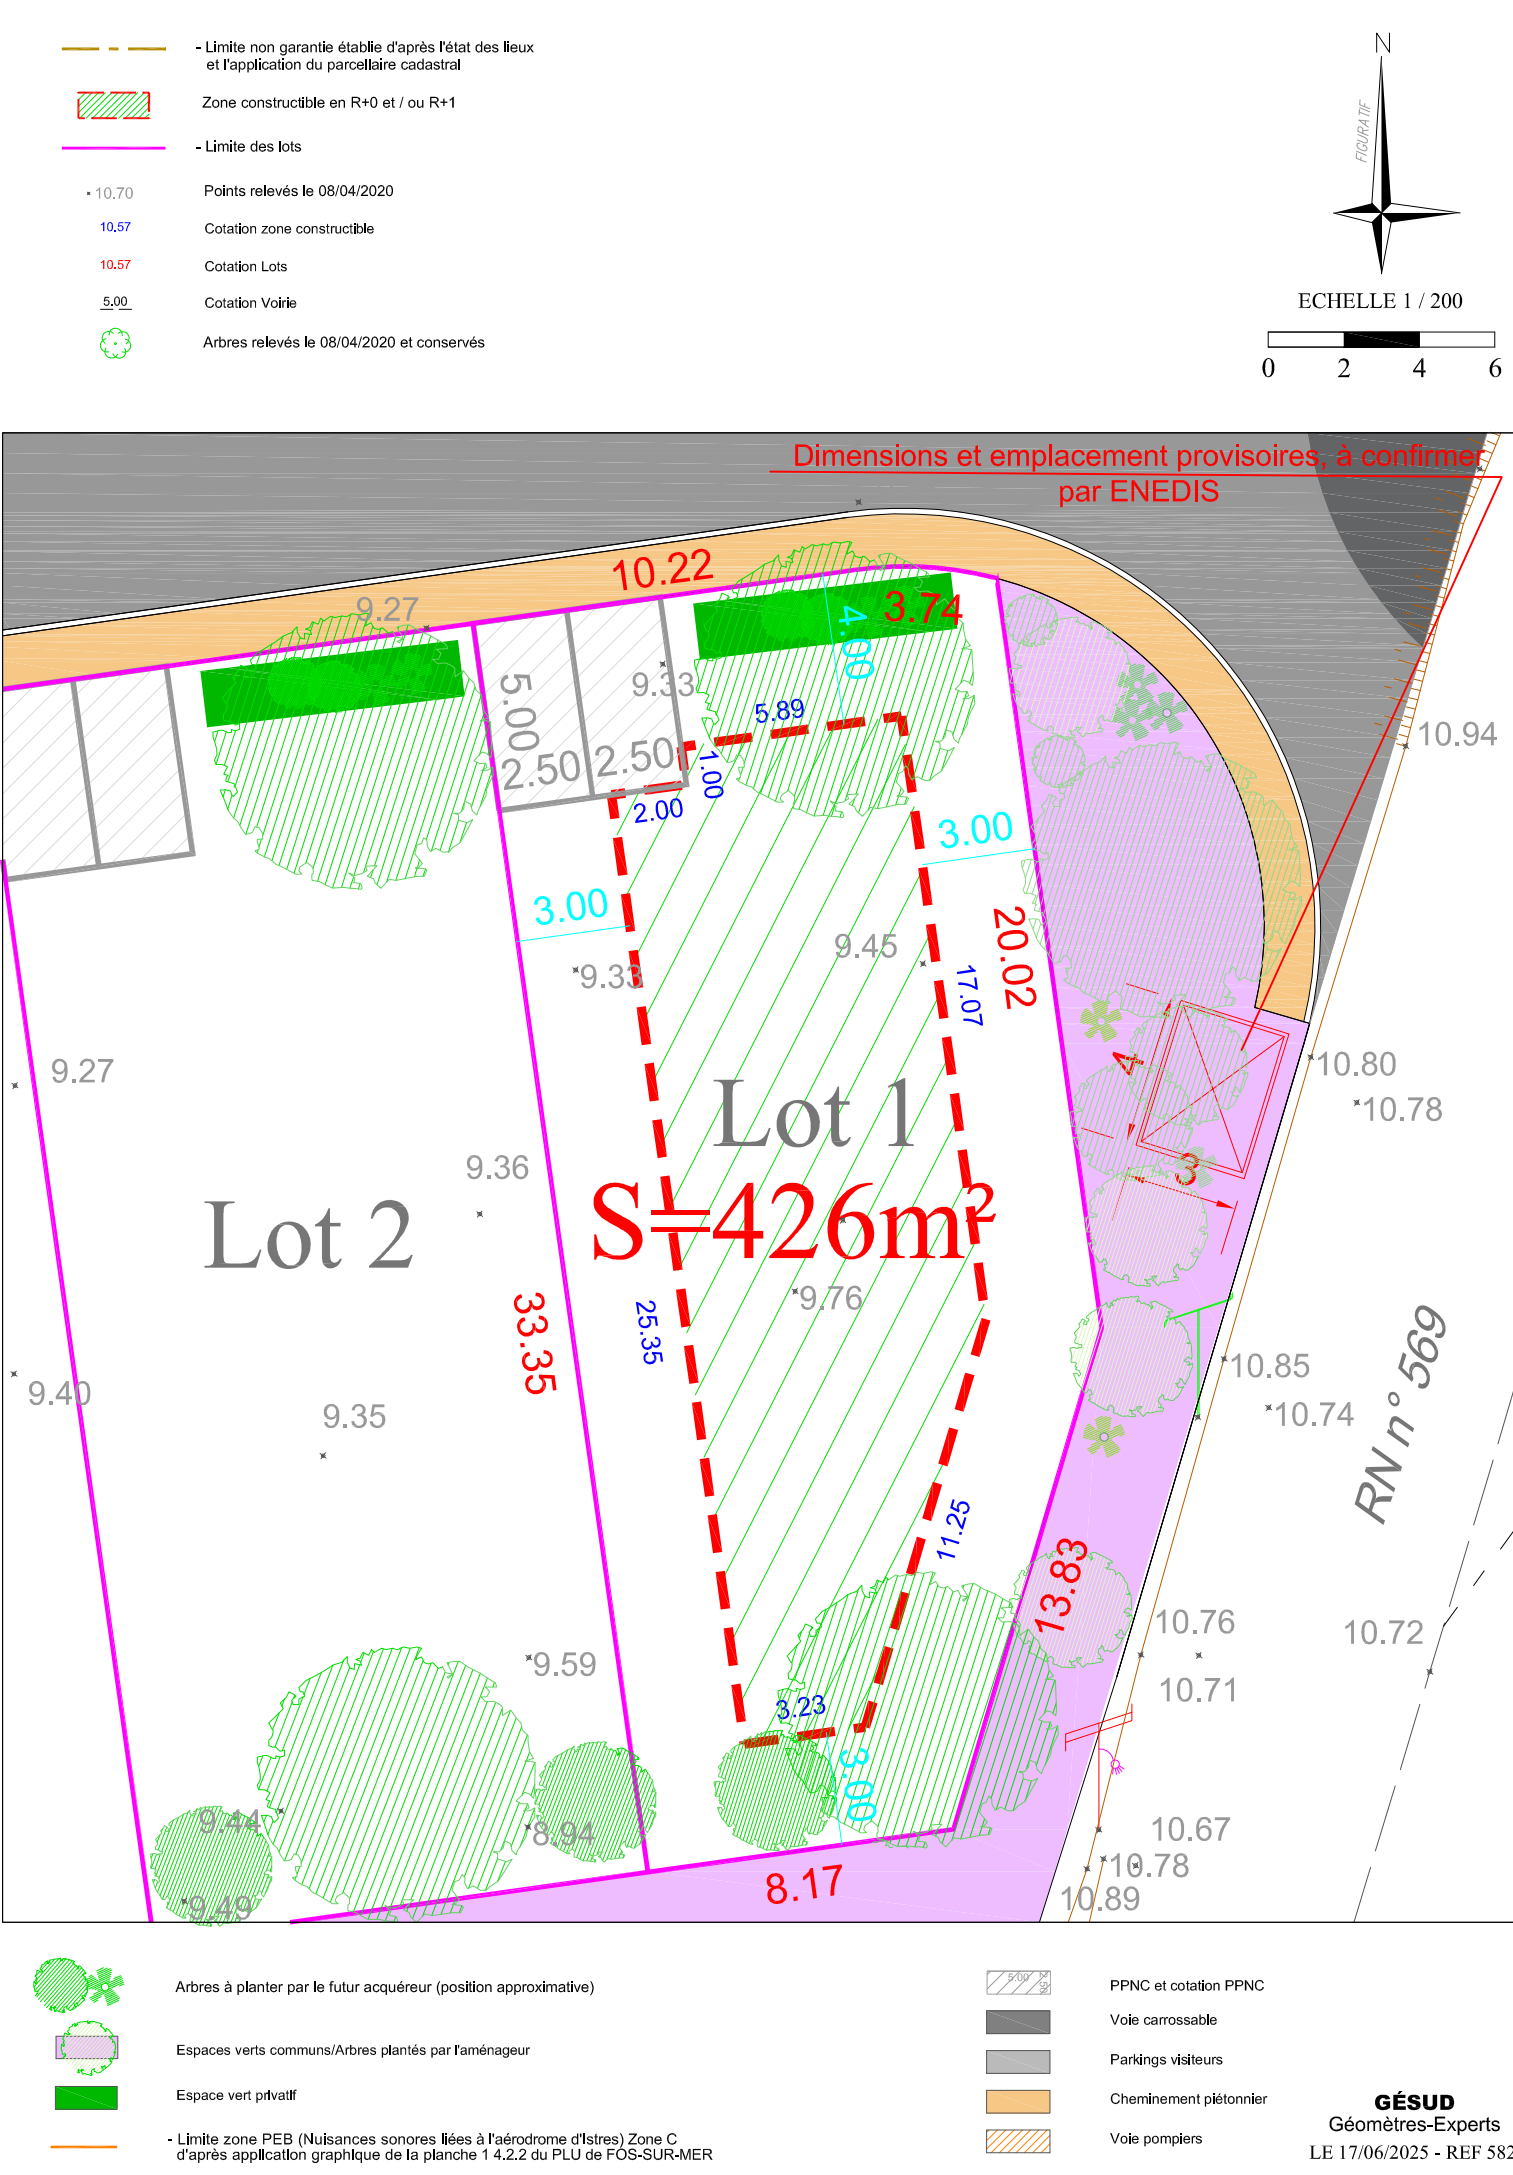 - Limite non garantie établie d'après l'état des lieux
et l'application du parcellaire cadastral
Zone constructible en R+0 et / ou R+1
- Limite des lots
10.70 Points relevés le 08/04/2020
10.57 Cotation zone constructible
10.57 Cotation Lots
5.00 Cotation Voirie
Arbres relevés le 08/04/2020 et conservés
N
FIGURATIF
ECHELLE 1 / 200
0 2 4 6
Dimensions et emplacement provisoires, à confirmer
par ENEDIS
10.22
9.27
3.74
4.00
9.33
5.00
5.89
2.50 2.50
1.00
2.00
10.94
3.00
3.00
9.45
9.33
20.02
17.07
9.27
4
10.80
10.78
Lot 1
9.36
3
S=426m²
Lot 2
9.76
33.35
25.35
10.85
9.40
9.35
10.74
RN n° 569
11.25
13.83
10.76
10.72
9.59
10.71
3.23
3.00
9.44
8.94
10.67
10.78
8.17
10.89
9.49
Arbres à planter par le futur acquéreur (position approximative)
Espaces verts communs/Arbres plantés par l'aménageur
Espace vert privatif
- Limite zone PEB (Nuisances sonores liées à l'aérodrome d'Istres) Zone C
d'après application graphique de la planche 1 4.2.2 du PLU de FOS-SUR-MER
5.00 2.50 PPNC et cotation PPNC
Voie carrossable
Parkings visiteurs
Cheminement piétonnier
Voie pompiers
GÉSUD
Géomètres-Experts
LE 17/06/2025 - REF 582